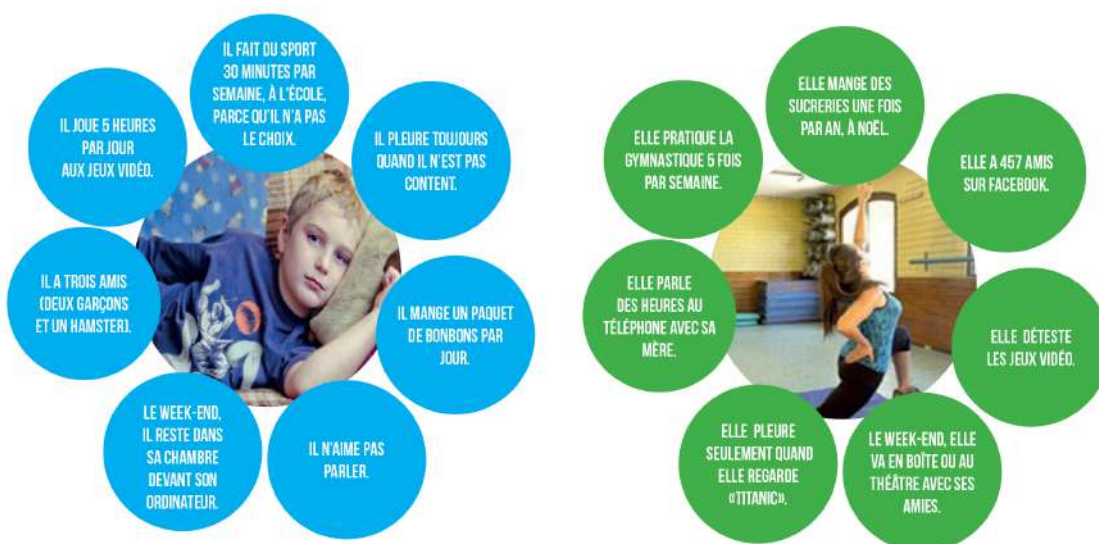 IL FAIT DU SPORT
30 MINUTES PAR
SEMAINE, À L'ÉCOLE,
PARCE QU'IL N'A PAS
LE CHOIX.
IL PLEURE TOUJOURS
QUAND IL N'EST PAS
CONTENT.
IL MANGE UN PAQUET
DE BONBONS PAR
JOUR.
IL N'AIME PAS
PARLER.
LE WEEK-END,
IL RESTE DANS
SA CHAMBRE
DEVANT SON
ORDINATEUR.
IL A TROIS AMIS
(DEUX GARÇONS
ET UN HAMSTER).
IL JOUE 5 HEURES
PAR JOUR
AUX JEUX VIDÉO.
ELLE MANGE DES
SUCRERIES UNE FOIS
PAR AN, À NOËL.
ELLE A 457 AMIS
SUR FACEBOOK.
ELLE DÉTESTE
LES JEUX VIDÉO.
LE WEEK-END, ELLE
VA EN BOÎTE OU AU
THÉÂTRE AVEC SES
AMIES.
ELLE PLEURE
SEULEMENT QUAND
ELLE REGARDE
«TITANIC».
ELLE PARLE
DES HEURES AU
TÉLÉPHONE AVEC SA
MÈRE.
ELLE PRATIQUE LA
GYMNASTIQUE 5 FOIS
PAR SEMAINE.